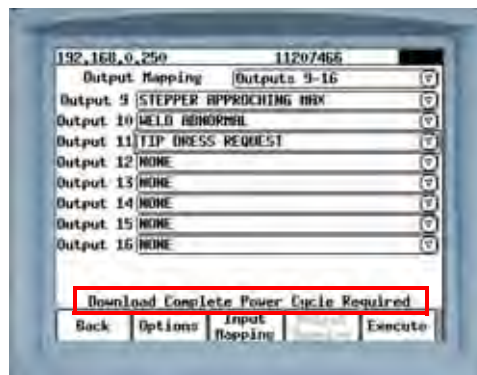 192.168.0.250 11207466
Output Mapping Outputs 9-16
Output 9 STEPPER APPROCHING MAX
Output 10 WELD ABNORMAL
Output 11 TIP DRESS REQUEST
Output 12 NONE
Output 13 NONE
Output 14 NONE
Output 15 NONE
Output 16 NONE
Download Complete Power Cycle Required
Back Options Input Mapping Execute